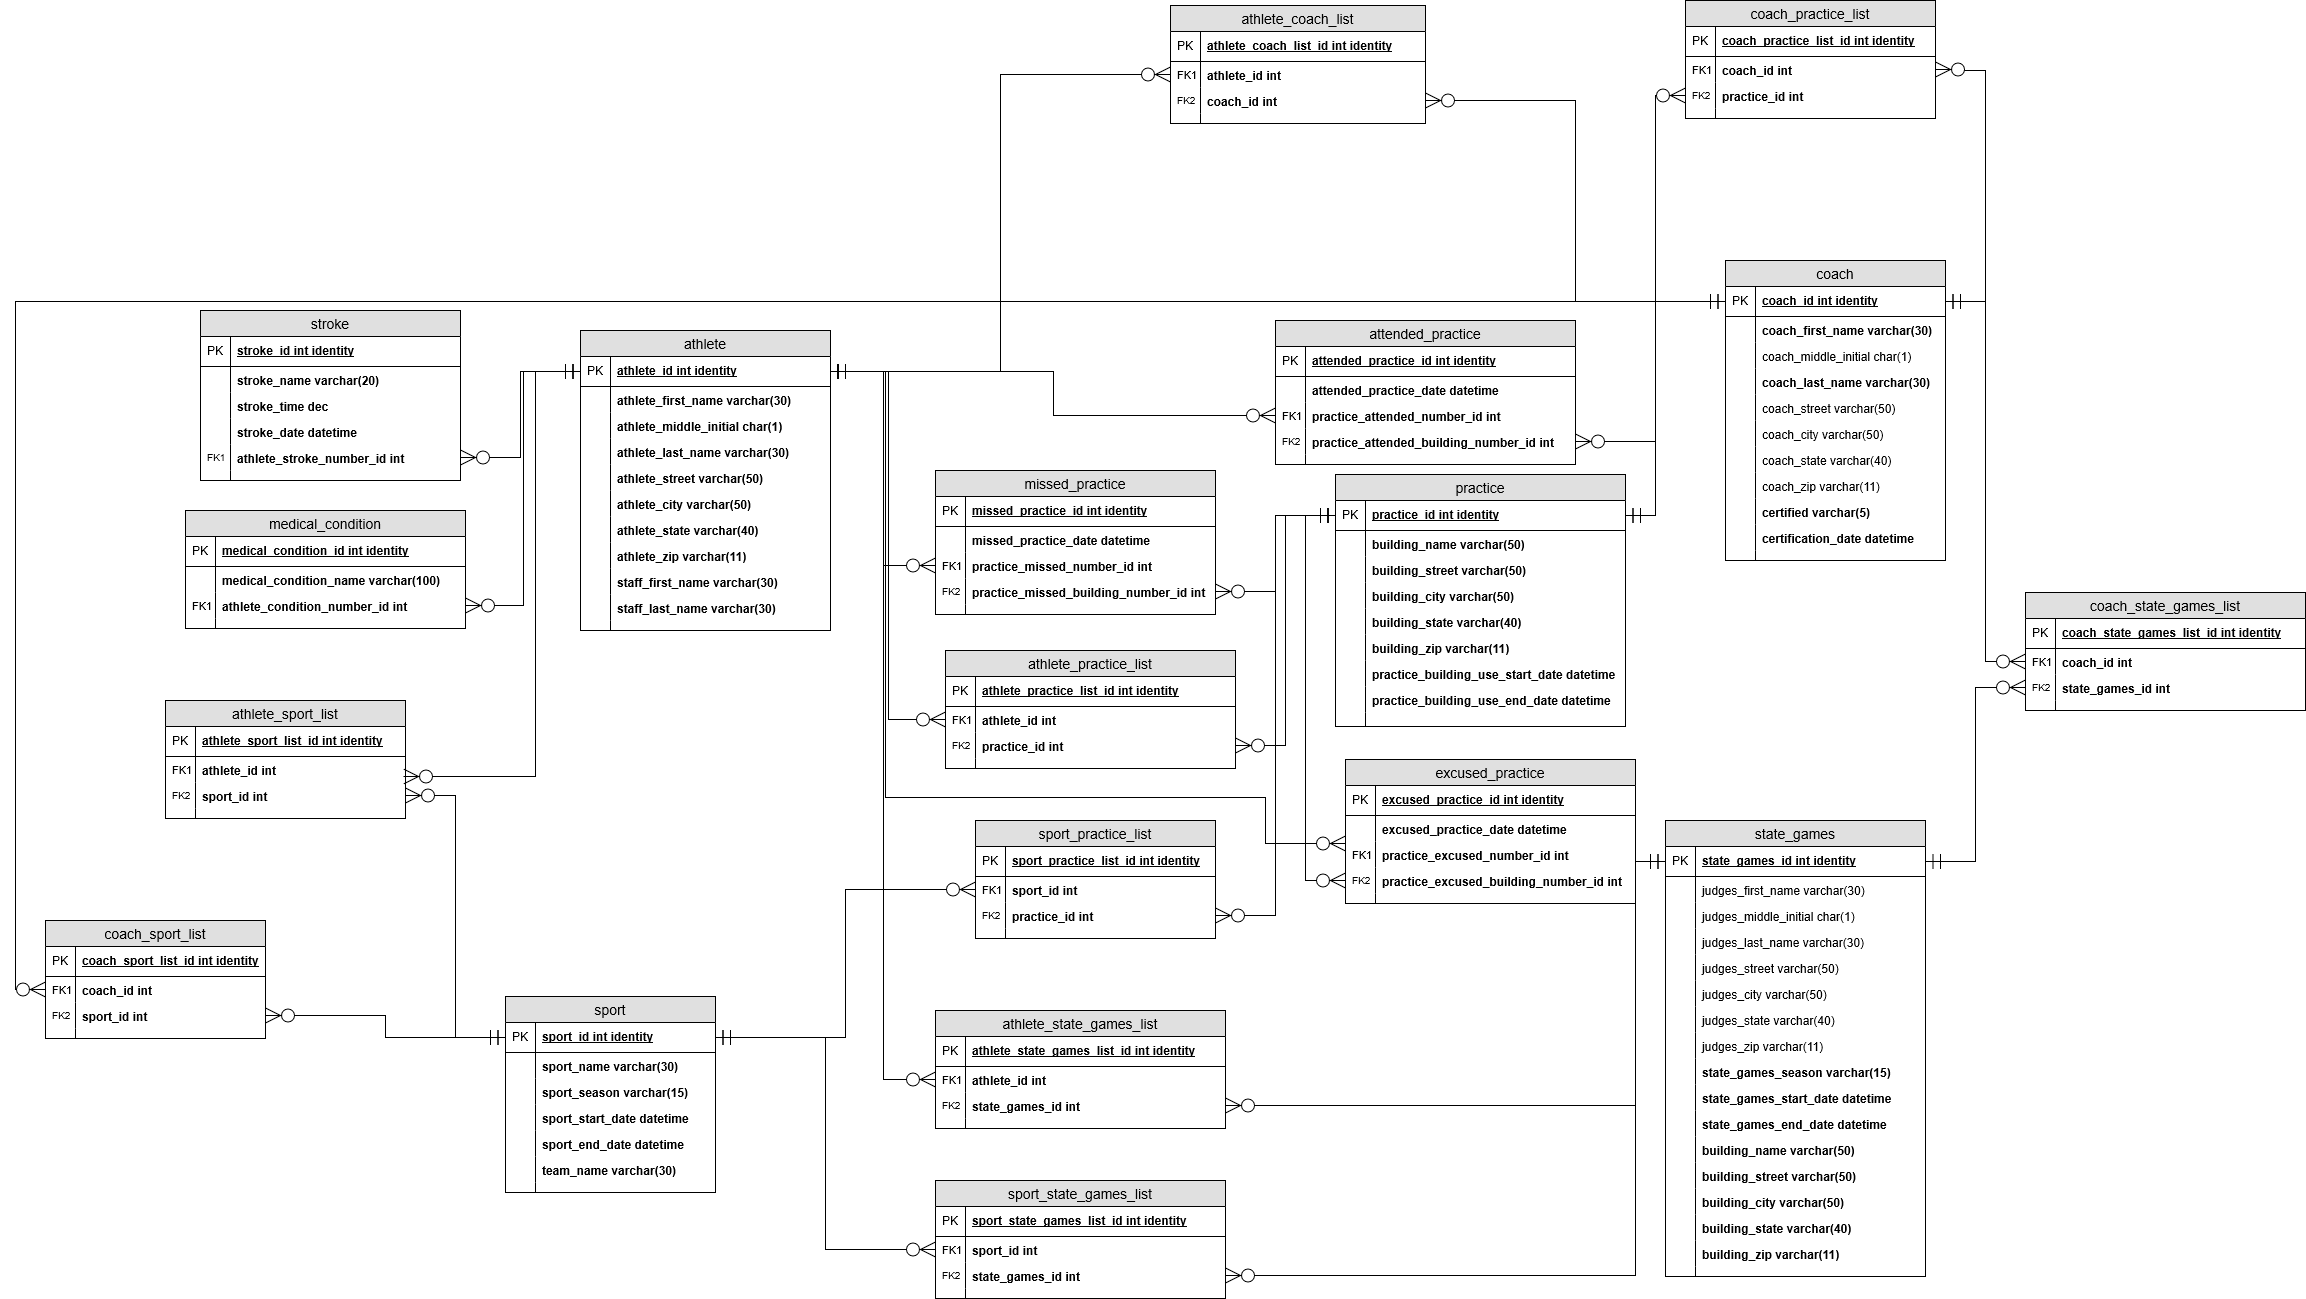 athlete_coach_list
PK athlete_coach_list_id int identity
FK1 athlete_id int
FK2 coach_id int
coach_practice_list
PK coach_practice_list_id int identity
FK1 coach_id int
FK2 practice_id int
coach
PK coach_id int identity
coach_first_name varchar(30)
coach_middle_initial char(1)
coach_last_name varchar(30)
coach_street varchar(50)
coach_city varchar(50)
coach_state varchar(40)
coach_zip varchar(11)
certified varchar(5)
certification_date datetime
stroke
PK stroke_id int identity
stroke_name varchar(20)
stroke_time dec
stroke_date datetime
FK1 athlete_stroke_number_id int
athlete
PK athlete_id int identity
athlete_first_name varchar(30)
athlete_middle_initial char(1)
athlete_last_name varchar(30)
athlete_street varchar(50)
athlete_city varchar(50)
athlete_state varchar(40)
athlete_zip varchar(11)
staff_first_name varchar(30)
staff_last_name varchar(30)
attended_practice
PK attended_practice_id int identity
attended_practice_date datetime
FK1 practice_attended_number_id int
FK2 practice_attended_building_number_id int
missed_practice
PK missed_practice_id int identity
missed_practice_date datetime
FK1 practice_missed_number_id int
FK2 practice_missed_building_number_id int
practice
PK practice_id int identity
building_name varchar(50)
building_street varchar(50)
building_city varchar(50)
building_state varchar(40)
building_zip varchar(11)
practice_building_use_start_date datetime
practice_building_use_end_date datetime
medical_condition
PK medical_condition_id int identity
medical_condition_name varchar(100)
FK1 athlete_condition_number_id int
coach_state_games_list
PK coach_state_games_list_id int identity
FK1 coach_id int
FK2 state_games_id int
athlete_practice_list
PK athlete_practice_list_id int identity
FK1 athlete_id int
FK2 practice_id int
athlete_sport_list
PK athlete_sport_list_id int identity
FK1 athlete_id int
FK2 sport_id int
excused_practice
PK excused_practice_id int identity
excused_practice_date datetime
FK1 practice_excused_number_id int
FK2 practice_excused_building_number_id int
sport_practice_list
PK sport_practice_list_id int identity
FK1 sport_id int
FK2 practice_id int
state_games
PK state_games_id int identity
judges_first_name varchar(30)
judges_middle_initial char(1)
judges_last_name varchar(30)
judges_street varchar(50)
judges_city varchar(50)
judges_state varchar(40)
judges_zip varchar(11)
state_games_season varchar(15)
state_games_start_date datetime
state_games_end_date datetime
building_name varchar(50)
building_street varchar(50)
building_city varchar(50)
building_state varchar(40)
building_zip varchar(11)
coach_sport_list
PK coach_sport_list_id int identity
FK1 coach_id int
FK2 sport_id int
sport
PK sport_id int identity
sport_name varchar(30)
sport_season varchar(15)
sport_start_date datetime
sport_end_date datetime
team_name varchar(30)
athlete_state_games_list
PK athlete_state_games_list_id int identity
FK1 athlete_id int
FK2 state_games_id int
sport_state_games_list
PK sport_state_games_list_id int identity
FK1 sport_id int
FK2 state_games_id int